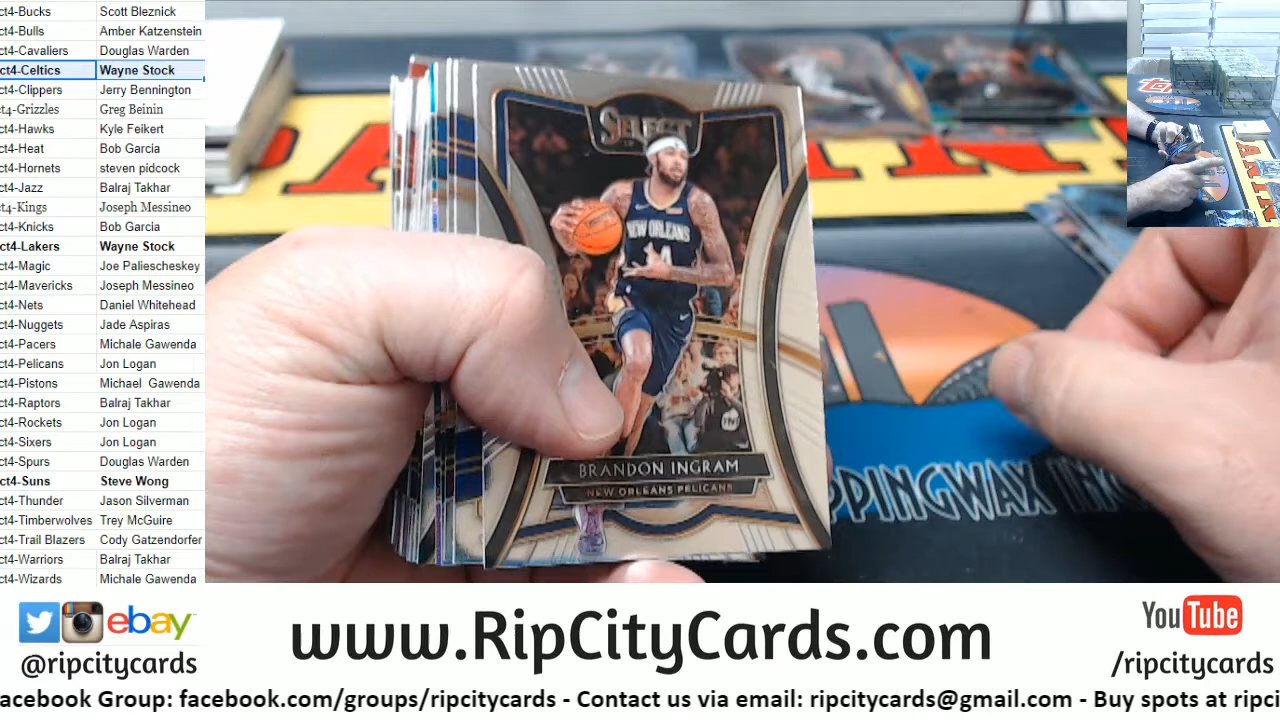 ct4-Bucks Scott Bleznick
ct4-Bulls Amber Katzenstein
ct4-Cavaliers Douglas Warden
ct4-Celtics Wayne Stock
ct4-Clippers Jerry Bennington
ct4-Grizzles Greg Beinin
ct4-Hawks Kyle Feikert
ct4-Heat Bob Garcia
ct4-Hornets steven pidcock
ct4-Jazz Balraj Takhar
ct4-Kings Joseph Messineo
ct4-Knicks Bob Garcia
ct4-Lakers Wayne Stock
ct4-Magic Joe Paliescheskey
ct4-Mavericks Joseph Messineo
ct4-Nets Daniel Whitehead
ct4-Nuggets Jade Aspiras
ct4-Pacers Michale Gawenda
ct4-Pelicans Jon Logan
ct4-Pistons Michael Gawenda
ct4-Raptors Balraj Takhar
ct4-Rockets Jon Logan
ct4-Sixers Jon Logan
ct4-Spurs Douglas Warden
ct4-Suns Steve Wong
ct4-Thunder Jason Silverman
ct4-Timberwolves Trey McGuire
ct4-Trail Blazers Cody Gatzendorfer
ct4-Warriors Balraj Takhar
ct4-Wizards Michale Gawenda
SELECT
NEW ORLEANS
14
BRANDON INGRAM
NEW ORLEANS PELICANS
PPINGWAX INC
ebay
@ripcitycards
www.RipCityCards.com
YouTube
/ripcitycards
acebook Group: facebook.com/groups/ripcitycards - Contact us via email: ripcitycards@gmail.com - Buy spots at ripci